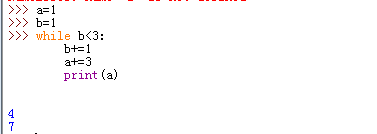 >>> a=1
>>> b=1
>>> while b<3:
        b+=1
        a+=3
        print(a)
4
7